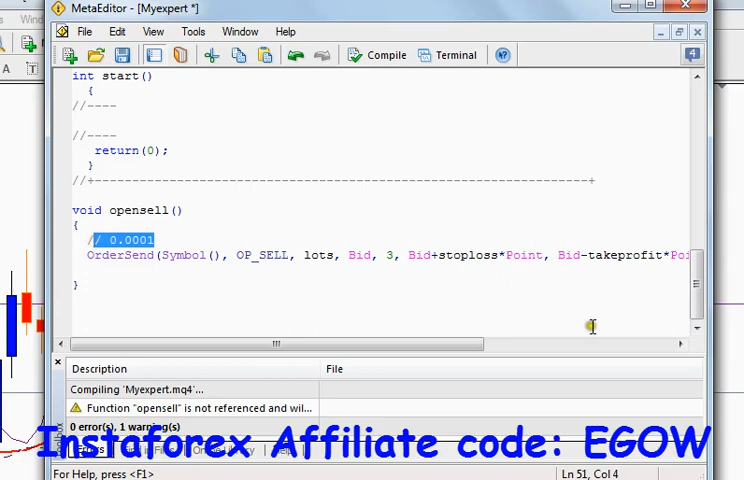 MetaEditor - [Myexpert *]
File Edit View Tools Window Help
Compile Terminal 4
A T
int start()
{
//----
//----
return(0);
}
//+------------------------------------------------------------------+
void opensell()
{
// 0.0001
OrderSend(Symbol(), OP_SELL, lots, Bid, 3, Bid+stoploss*Point, Bid-takeprofit*Poi
}
Description File
Compiling 'Myexpert.mq4'...
Function "opensell" is not referenced and wil...
0 error(s), 1 warning(s)
Instaforex Affiliate code: EGOW
Errors
For Help, press <F1> Ln 51, Col 4